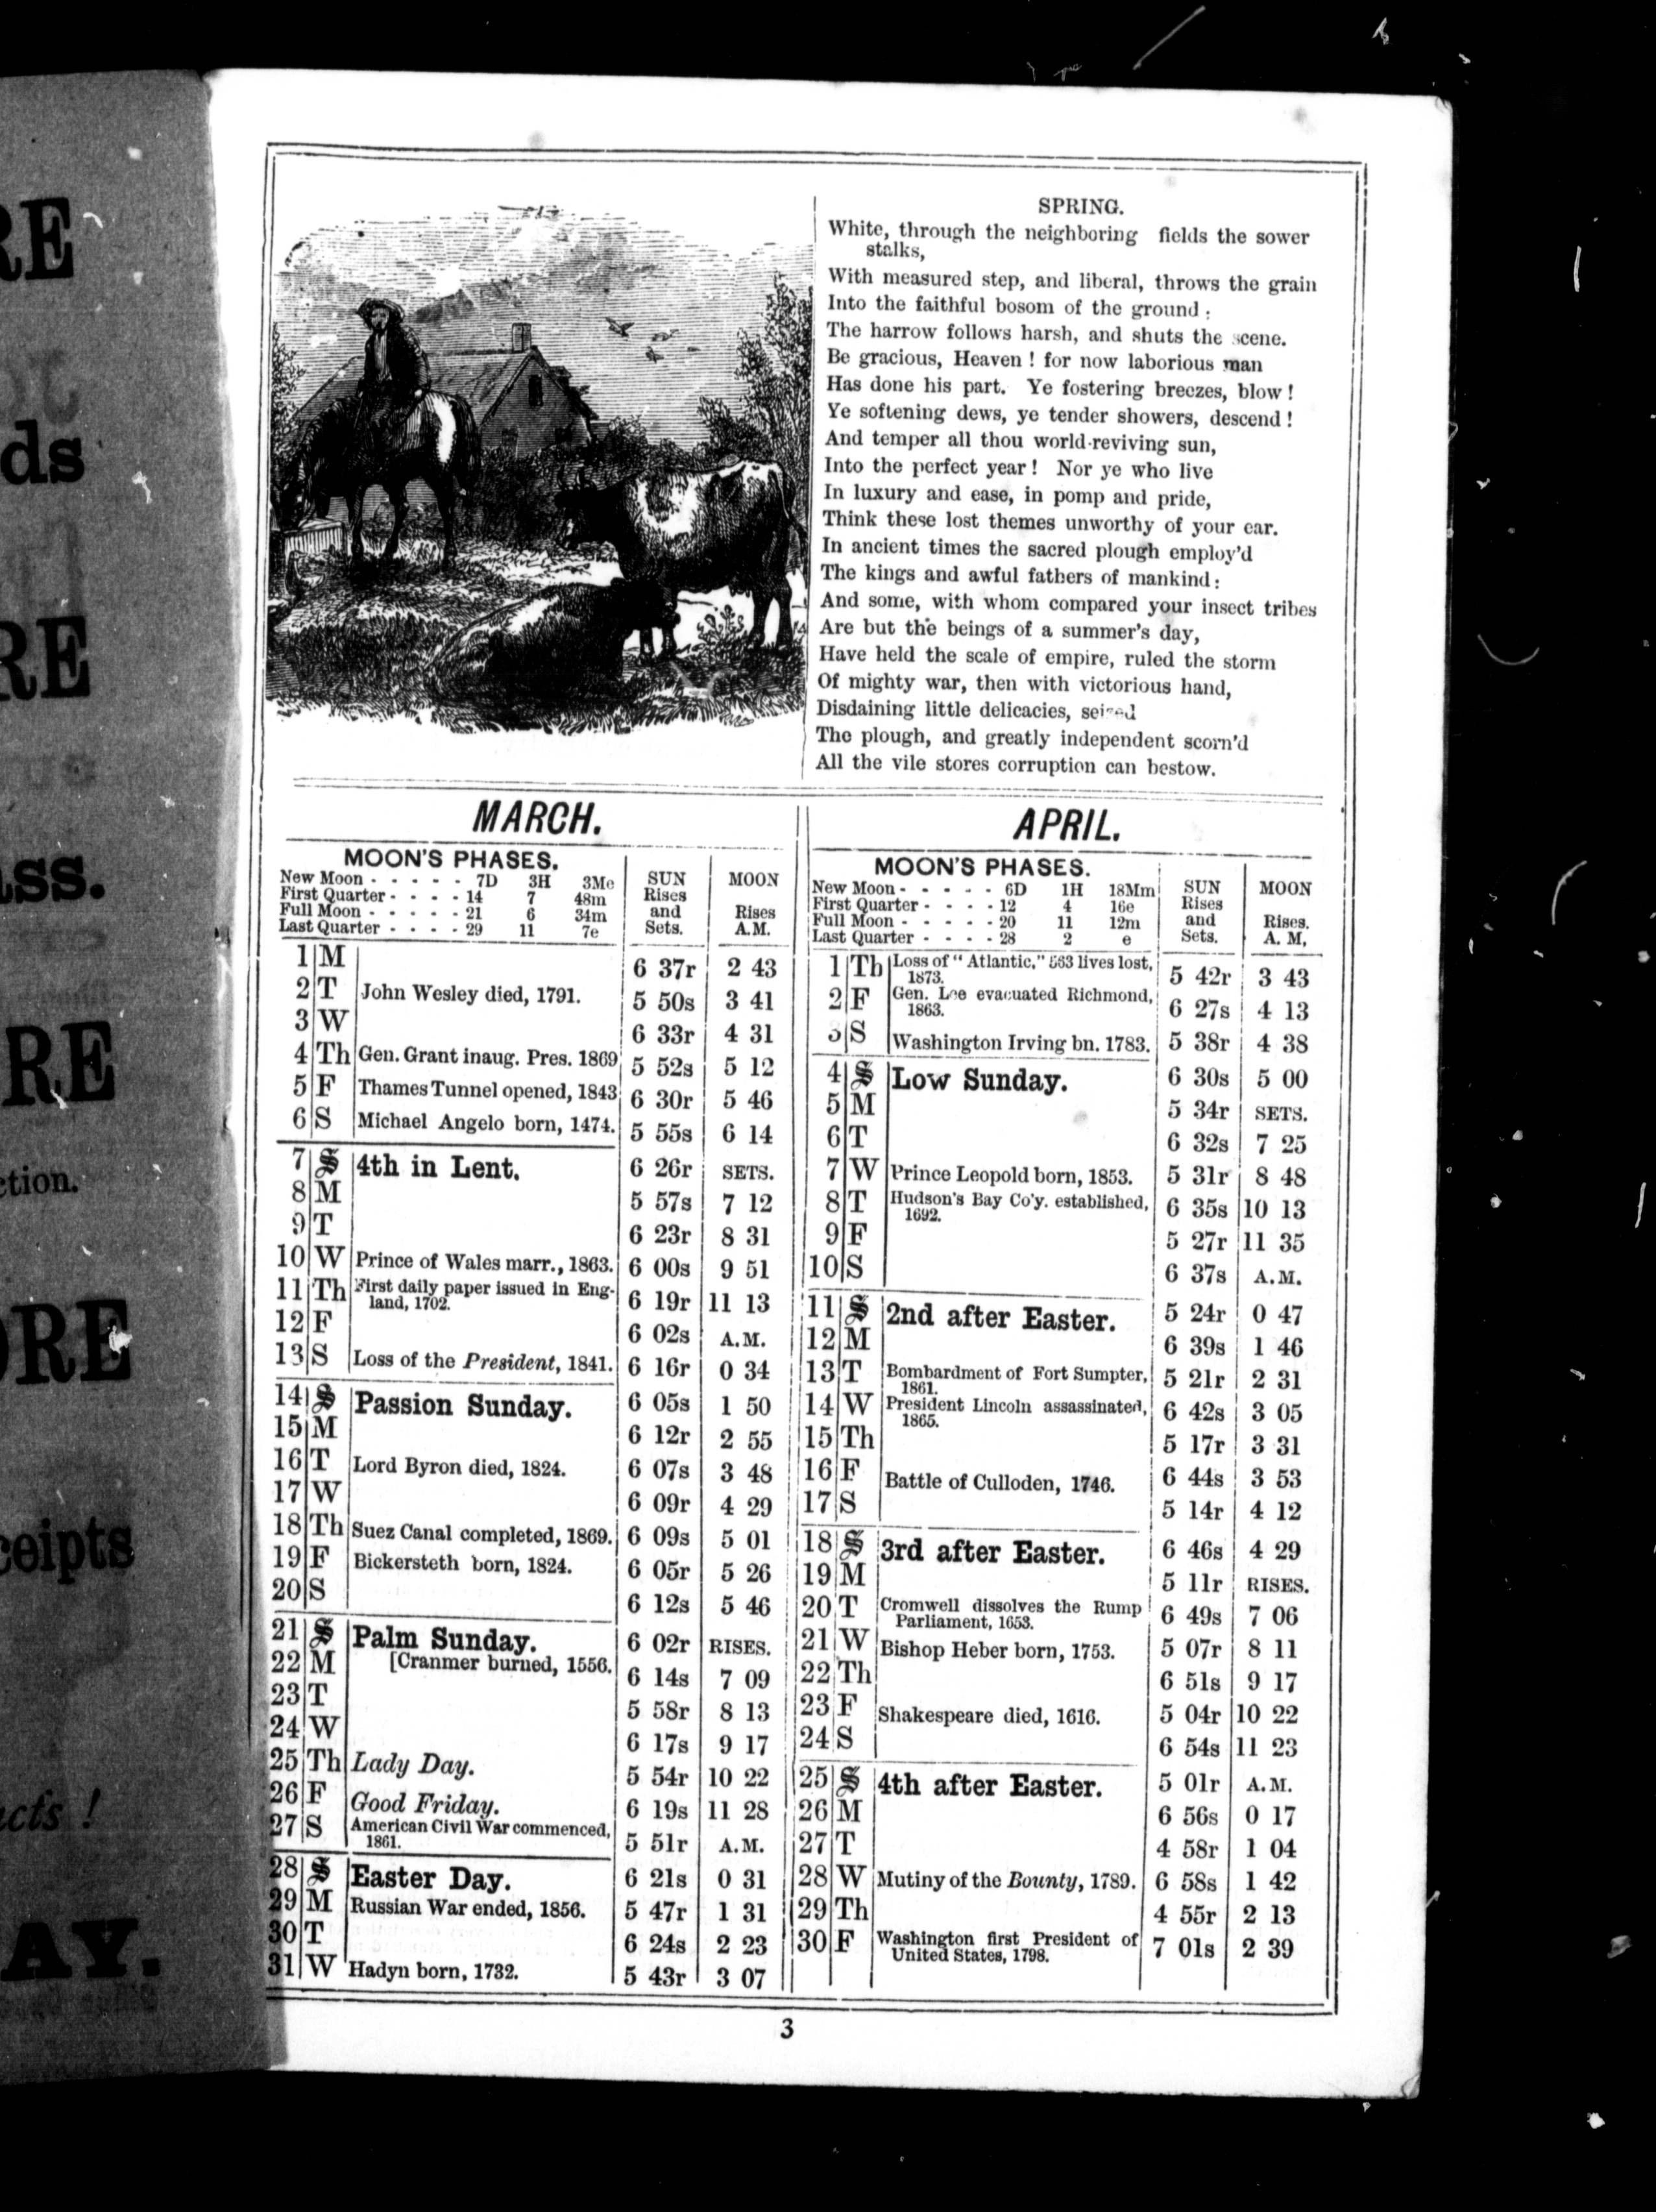 RE
ds
RE
ass.
RE
ction.
ORE
ceipts
acts !
AY.
SPRING.
White, through the neighboring fields the sower
stalks,
With measured step, and liberal, throws the grain
Into the faithful bosom of the ground :
The harrow follows harsh, and shuts the scene.
Be gracious, Heaven ! for now laborious man
Has done his part. Ye fostering breezes, blow !
Ye softening dews, ye tender showers, descend !
And temper all thou world-reviving sun,
Into the perfect year ! Nor ye who live
In luxury and ease, in pomp and pride,
Think these lost themes unworthy of your ear.
In ancient times the sacred plough employ'd
The kings and awful fathers of mankind :
And some, with whom compared your insect tribes
Are but the beings of a summer's day,
Have held the scale of empire, ruled the storm
Of mighty war, then with victorious hand,
Disdaining little delicacies, seized
The plough, and greatly independent scorn'd
All the vile stores corruption can bestow.
MARCH.
MOON'S PHASES.
New Moon - - - - - 7D 3H 3Me
First Quarter - - - - 14 7 48m
Full Moon - - - - - 21 6 34m
Last Quarter - - - - 29 11 7e
SUN Rises and Sets.
MOON Rises A.M.
1 M 6 37r 2 43
2 T John Wesley died, 1791. 5 50s 3 41
3 W 6 33r 4 31
4 Th Gen. Grant inaug. Pres. 1869 5 52s 5 12
5 F Thames Tunnel opened, 1843 6 30r 5 46
6 S Michael Angelo born, 1474. 5 55s 6 14
7 S 4th in Lent. 6 26r SETS.
8 M 5 57s 7 12
9 T 6 23r 8 31
10 W Prince of Wales marr., 1863. 6 00s 9 51
11 Th First daily paper issued in Eng-
land, 1702. 6 19r 11 13
12 F 6 02s A.M.
13 S Loss of the President, 1841. 6 16r 0 34
14 S Passion Sunday. 6 05s 1 50
15 M 6 12r 2 55
16 T Lord Byron died, 1824. 6 07s 3 48
17 W 6 09r 4 29
18 Th Suez Canal completed, 1869. 6 09s 5 01
19 F Bickersteth born, 1824. 6 05r 5 26
20 S 6 12s 5 46
21 S Palm Sunday. 6 02r RISES.
22 M [Cranmer burned, 1556. 6 14s 7 09
23 T 5 58r 8 13
24 W 6 17s 9 17
25 Th Lady Day. 5 54r 10 22
26 F Good Friday. 6 19s 11 28
27 S American Civil War commenced,
1861. 5 51r A.M.
28 S Easter Day. 6 21s 0 31
29 M Russian War ended, 1856. 5 47r 1 31
30 T 6 24s 2 23
31 W Hadyn born, 1732. 5 43r 3 07
APRIL.
MOON'S PHASES.
New Moon - - - - - 6D 1H 18Mm
First Quarter - - - - 12 4 16e
Full Moon - - - - - 20 11 12m
Last Quarter - - - - 28 2 e
SUN Rises and Sets.
MOON Rises. A. M,
1 Th Loss of "Atlantic," 563 lives lost,
1873. 5 42r 3 43
2 F Gen. Lee evacuated Richmond,
1863. 6 27s 4 13
3 S Washington Irving bn. 1783. 5 38r 4 38
4 S Low Sunday. 6 30s 5 00
5 M 5 34r SETS.
6 T 6 32s 7 25
7 W Prince Leopold born, 1853. 5 31r 8 48
8 T Hudson's Bay Co'y. established,
1692. 6 35s 10 13
9 F 5 27r 11 35
10 S 6 37s A.M.
11 S 2nd after Easter. 5 24r 0 47
12 M 6 39s 1 46
13 T Bombardment of Fort Sumpter,
1861. 5 21r 2 31
14 W President Lincoln assassinated,
1865. 6 42s 3 05
15 Th 5 17r 3 31
16 F Battle of Culloden, 1746. 6 44s 3 53
17 S 5 14r 4 12
18 S 3rd after Easter. 6 46s 4 29
19 M 5 11r RISES.
20 T Cromwell dissolves the Rump
Parliament, 1653. 6 49s 7 06
21 W Bishop Heber born, 1753. 5 07r 8 11
22 Th 6 51s 9 17
23 F Shakespeare died, 1616. 5 04r 10 22
24 S 6 54s 11 23
25 S 4th after Easter. 5 01r A.M.
26 M 6 56s 0 17
27 T 4 58r 1 04
28 W Mutiny of the Bounty, 1789. 6 58s 1 42
29 Th 4 55r 2 13
30 F Washington first President of
United States, 1798. 7 01s 2 39
3